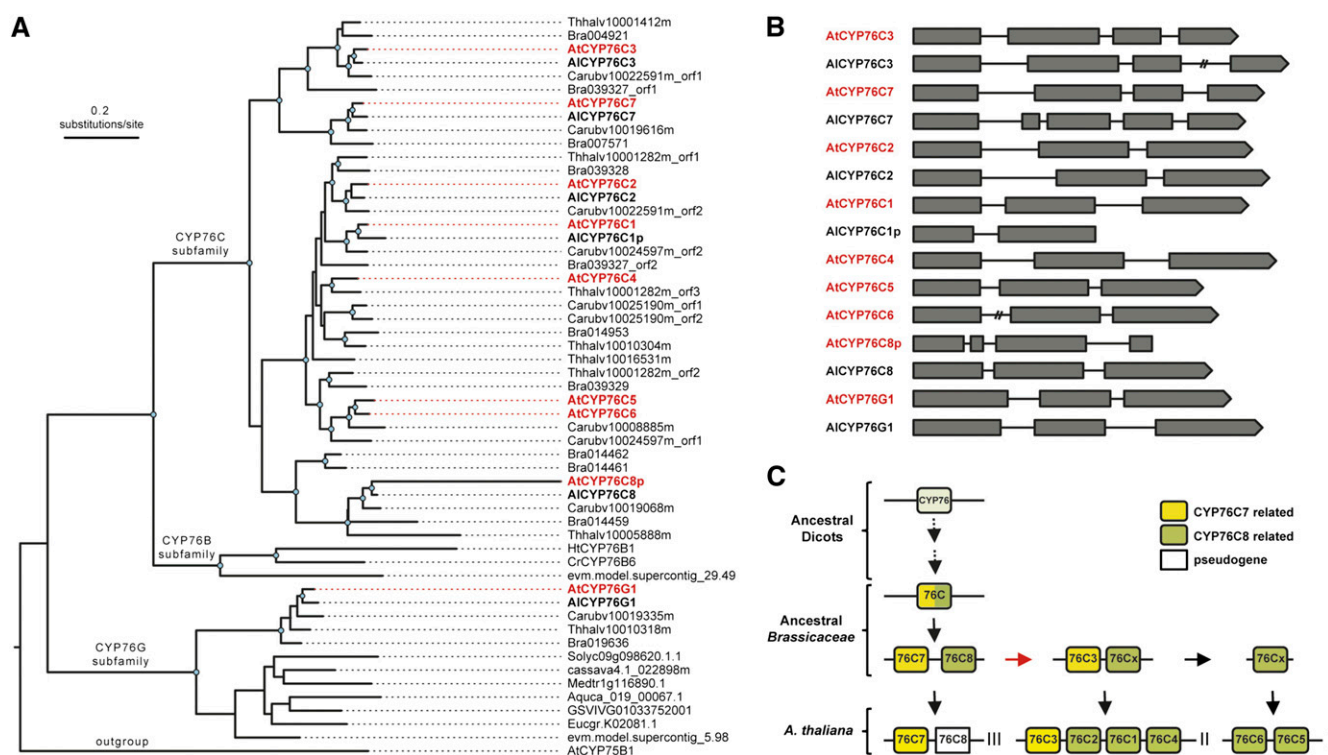 A
0.2
substitutions/site
CYP76C
subfamily
CYP76B
subfamily
CYP76G
subfamily
outgroup
Thhalv10001412m
Bra004921
AtCYP76C3
AlCYP76C3
Carubv10022591m_orf1
Bra039327_orf1
AtCYP76C7
AlCYP76C7
Carubv10019616m
Bra007571
Thhalv10001282m_orf1
Bra039328
AtCYP76C2
AlCYP76C2
Carubv10022591m_orf2
AtCYP76C1
AlCYP76C1p
Carubv10024597m_orf2
Bra039327_orf2
AtCYP76C4
Thhalv10001282m_orf3
Carubv10025190m_orf1
Carubv10025190m_orf2
Bra014953
Thhalv10010304m
Thhalv10016531m
Thhalv10001282m_orf2
Bra039329
AtCYP76C5
AtCYP76C6
Carubv10008885m
Carubv10024597m_orf1
Bra014462
Bra014461
AtCYP76C8p
AlCYP76C8
Carubv10019068m
Bra014459
Thhalv10005888m
HtCYP76B1
CrCYP76B6
evm.model.supercontig_29.49
AtCYP76G1
AlCYP76G1
Carubv10019335m
Thhalv10010318m
Bra019636
Solyc09g098620.1.1
cassava4.1_022898m
Medtr1g116890.1
Aquca_019_00067.1
GSVIVG01033752001
Eucgr.K02081.1
evm.model.supercontig_5.98
AtCYP75B1
B
AtCYP76C3
AlCYP76C3
AtCYP76C7
AlCYP76C7
AtCYP76C2
AlCYP76C2
AtCYP76C1
AlCYP76C1p
AtCYP76C4
AtCYP76C5
AtCYP76C6
AtCYP76C8p
AlCYP76C8
AtCYP76G1
AlCYP76G1
C
Ancestral
Dicots
CYP76
CYP76C7 related
CYP76C8 related
pseudogene
Ancestral
Brassicaceae
76C
76C7 76C8 76C3 76Cx 76Cx
A. thaliana
76C7 76C8 III 76C3 76C2 76C1 76C4 II 76C6 76C5